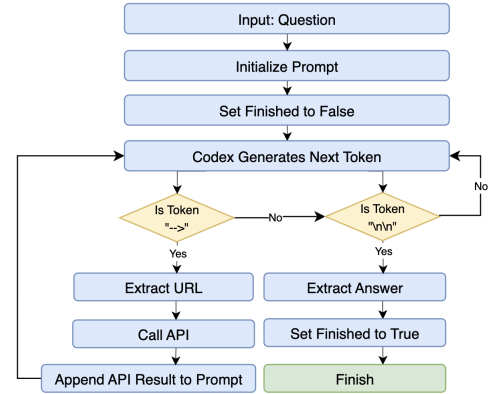 Input: Question
Initialize Prompt
Set Finished to False
Codex Generates Next Token
Is Token
"-->"
No
Is Token
"\n\n"
No
Yes
Yes
Extract URL
Extract Answer
Call API
Set Finished to True
Append API Result to Prompt
Finish